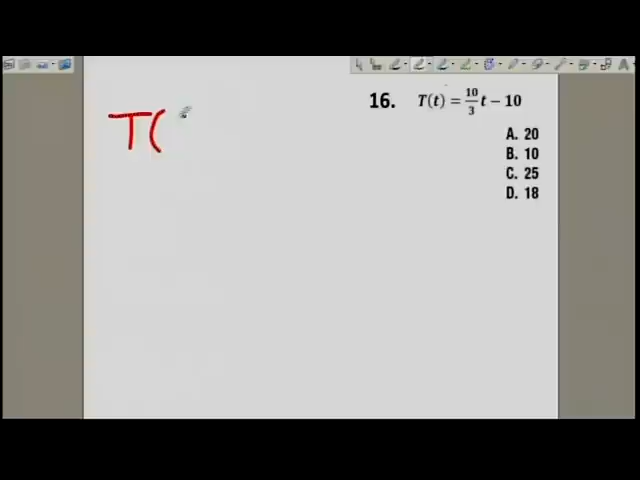 T(
16. T(t) = 10/3 t − 10
A. 20
B. 10
C. 25
D. 18